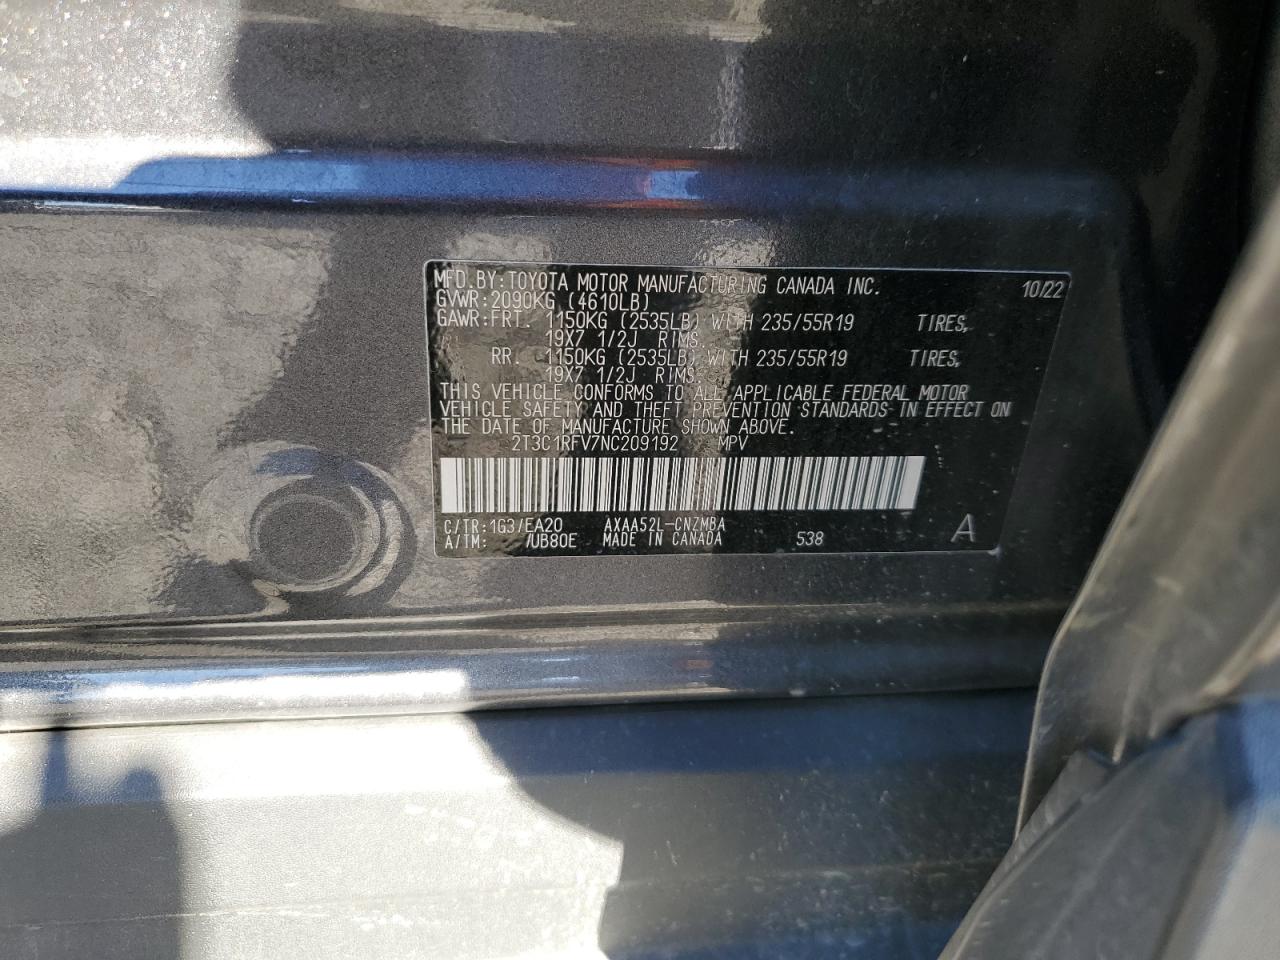 MFD.BY:TOYOTA MOTOR MANUFACTURING CANADA INC. 10/22
GVWR:2090KG (4610LB)
GAWR:FRT. 1150KG (2535LB) WITH 235/55R19 TIRES,
19X7 1/2J RIMS.
RR. 1150KG (2535LB) WITH 235/55R19 TIRES,
19X7 1/2J RIMS.
THIS VEHICLE CONFORMS TO ALL APPLICABLE FEDERAL MOTOR
VEHICLE SAFETY AND THEFT PREVENTION STANDARDS IN EFFECT ON
THE DATE OF MANUFACTURE SHOWN ABOVE.
2T3C1RFV7NC209192 MPV
C/TR:1G3/EA20 AXAA52L-CNZMBA
A/TM: /UB80E MADE IN CANADA 538 A